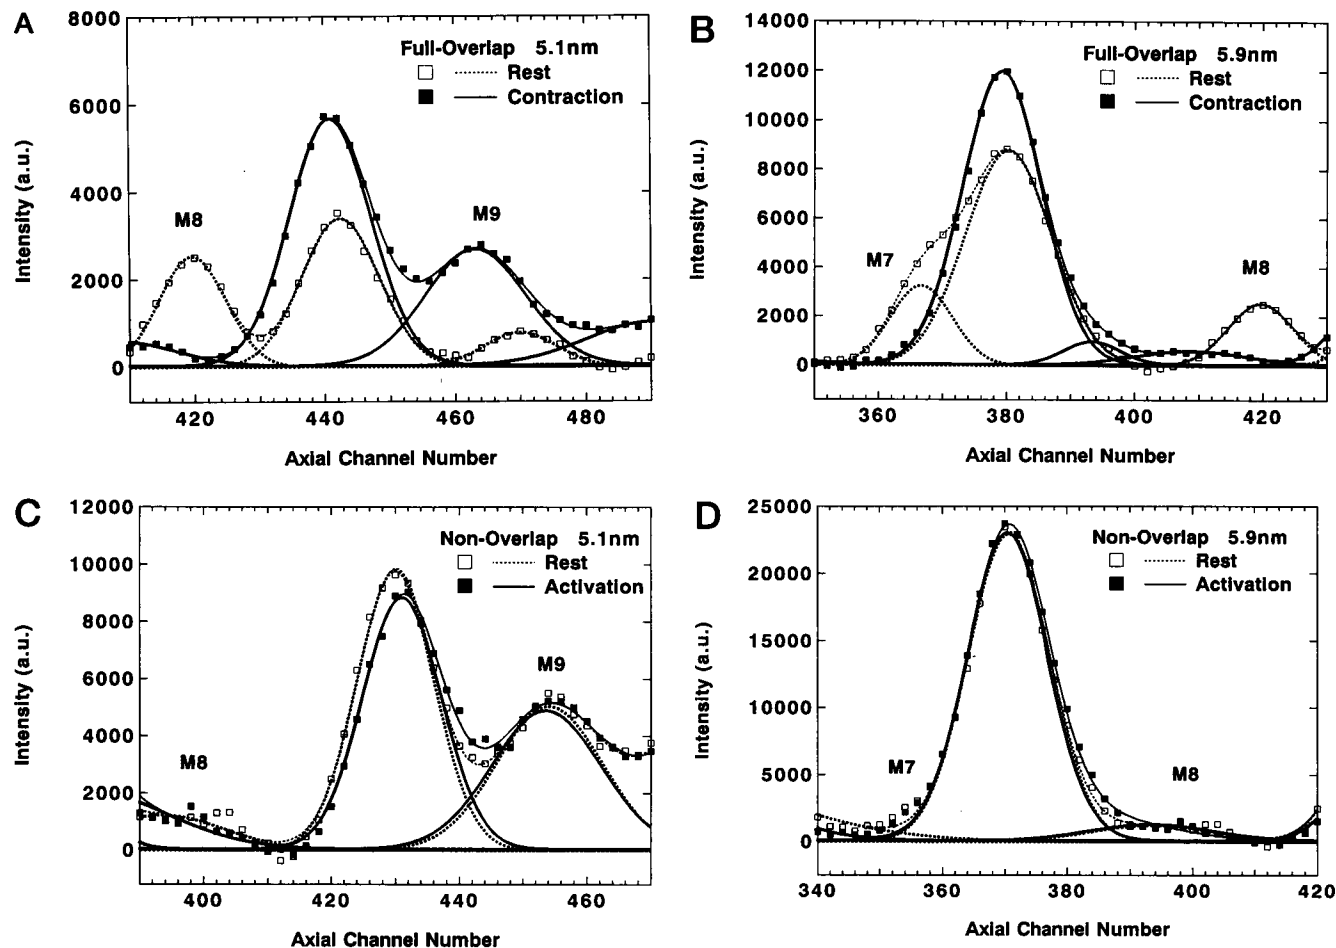 A
Full-Overlap 5.1nm
Rest
Contraction
M8
M9
8000
6000
4000
2000
0
Intensity (a.u.)
420
440
460
480
Axial Channel Number
B
Full-Overlap 5.9nm
Rest
Contraction
M7
M8
14000
12000
10000
8000
6000
4000
2000
0
Intensity (a.u.)
360
380
400
420
Axial Channel Number
C
Non-Overlap 5.1nm
Rest
Activation
M8
M9
12000
10000
8000
6000
4000
2000
0
Intensity (a.u.)
400
420
440
460
Axial Channel Number
D
Non-Overlap 5.9nm
Rest
Activation
M7
M8
25000
20000
15000
10000
5000
0
Intensity (a.u.)
340
360
380
400
420
Axial Channel Number